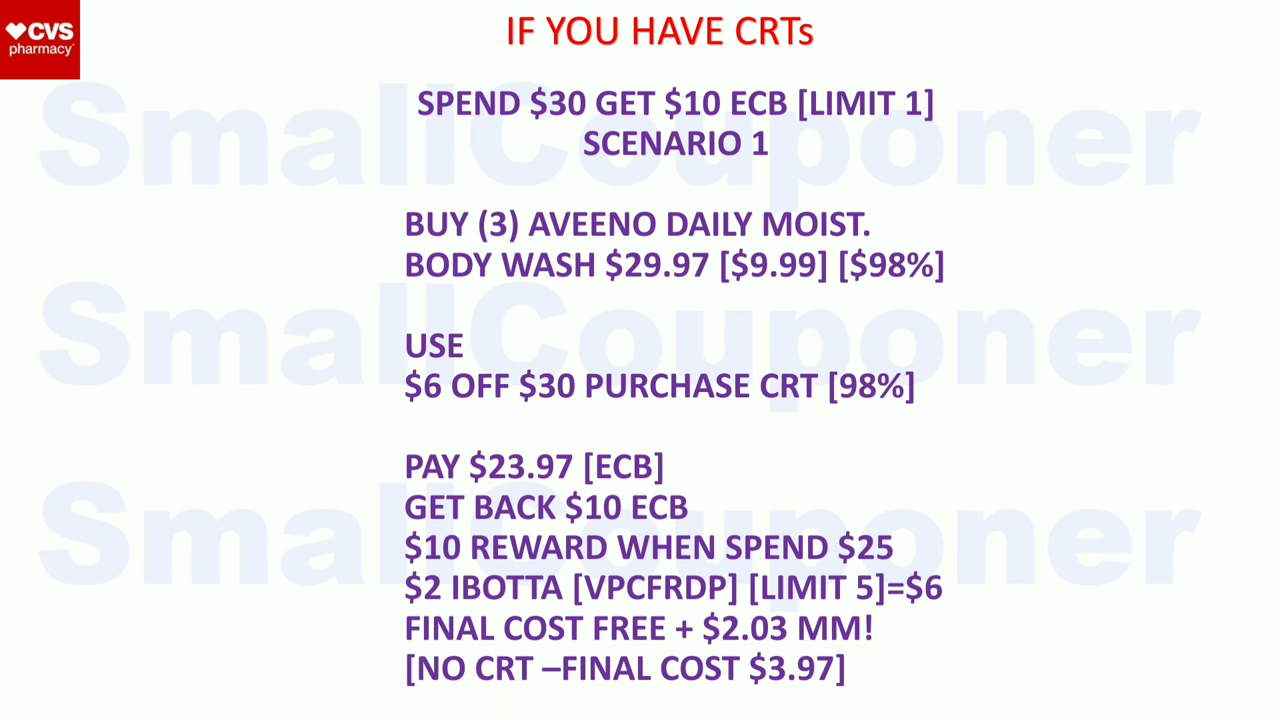 CVS
pharmacy
IF YOU HAVE CRTs
SPEND $30 GET $10 ECB [LIMIT 1]
SCENARIO 1
BUY (3) AVEENO DAILY MOIST.
BODY WASH $29.97 [$9.99] [$98%]
USE
$6 OFF $30 PURCHASE CRT [98%]
PAY $23.97 [ECB]
GET BACK $10 ECB
$10 REWARD WHEN SPEND $25
$2 IBOTTA [VPCFRDP] [LIMIT 5]=$6
FINAL COST FREE + $2.03 MM!
[NO CRT –FINAL COST $3.97]
SmallCouponer
SmallCouponer
SmallCouponer